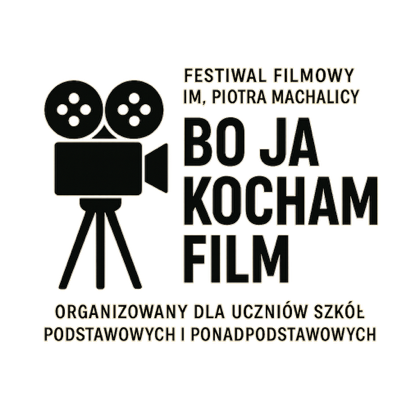 FESTIWAL FILMOWY
IM, PIOTRA MACHALICY
BO JA
KOCHAM
FILM
ORGANIZOWANY DLA UCZNIÓW SZKÓŁ
PODSTAWOWYCH I PONADPODSTAWOWYCH